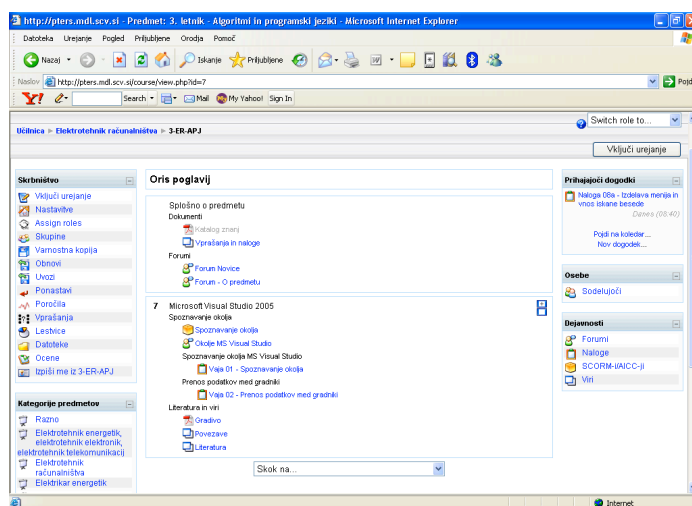 http://pters.mdl.scv.si - Predmet: 3. letnik - Algoritmi in programski jeziki - Microsoft Internet Explorer
Datoteka Urejanje Pogled Priljubljene Orodja Pomoč
Nazaj Iskanje Priljubljene
Naslov http://pters.mdl.scv.si/course/view.php?id=7 Pojdi
Y! Search Mail My Yahoo! Sign In
Switch role to...
Učilnica ► Elektrotehnik računalništva ► 3-ER-APJ
Vključi urejanje
Skrbništvo
Vključi urejanje
Nastavitve
Assign roles
Skupine
Varnostna kopija
Obnovi
Uvozi
Ponastavi
Poročila
Vprašanja
Lestvice
Datoteke
Ocene
Izpiši me iz 3-ER-APJ
Kategorije predmetov
Razno
Elektrotehnik energetik,
elektrotehnik elektronik,
elektrotehnik telekomunikacij
Elektrotehnik
računalništva
Elektrikar energetik
Oris poglavij
Splošno o predmetu
Dokumenti
Katalog znanj
Vprašanja in naloge
Forumi
Forum Novice
Forum - O predmetu
7 Microsoft Visual Studio 2005
Spoznavanje okolja
Spoznavanje okolja
Okolje MS Visual Studio
Spoznavanje okolja MS Visual Studio
Vaja 01 - Spoznavanje okolja
Prenos podatkov med gradniki
Vaja 02 - Prenos podatkov med gradniki
Literatura in viri
Gradivo
Povezave
Literatura
Skok na...
Prihajajoči dogodki
Naloga 08a - Izdelava menija in
vnos iskane besede
Danes (08:40)
Pojdi na koledar...
Nov dogodek...
Osebe
Sodelujoči
Dejavnosti
Forumi
Naloge
SCORM-i/AICC-ji
Viri
Internet